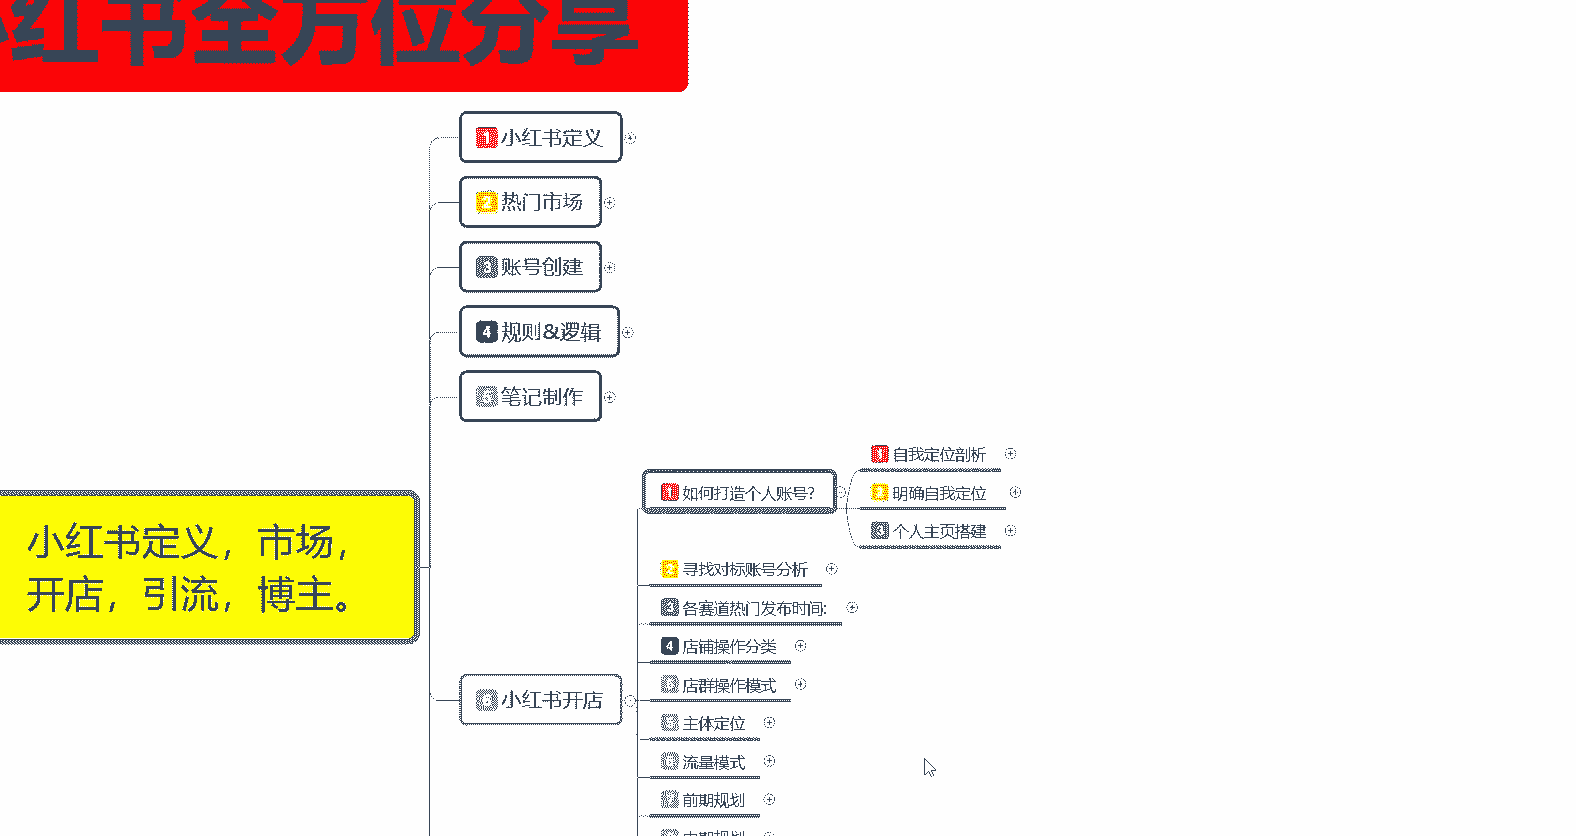 红书全方位分享
1 小红书定义
2 热门市场
3 账号创建
4 规则&逻辑
5 笔记制作
小红书定义，市场，
开店，引流，博主。
6 小红书开店
1 如何打造个人账号?
1 自我定位剖析
2 明确自我定位
3 个人主页搭建
2 寻找对标账号分析
3 各赛道热门发布时间:
4 店铺操作分类
店群操作模式
主体定位
流量模式
前期规划